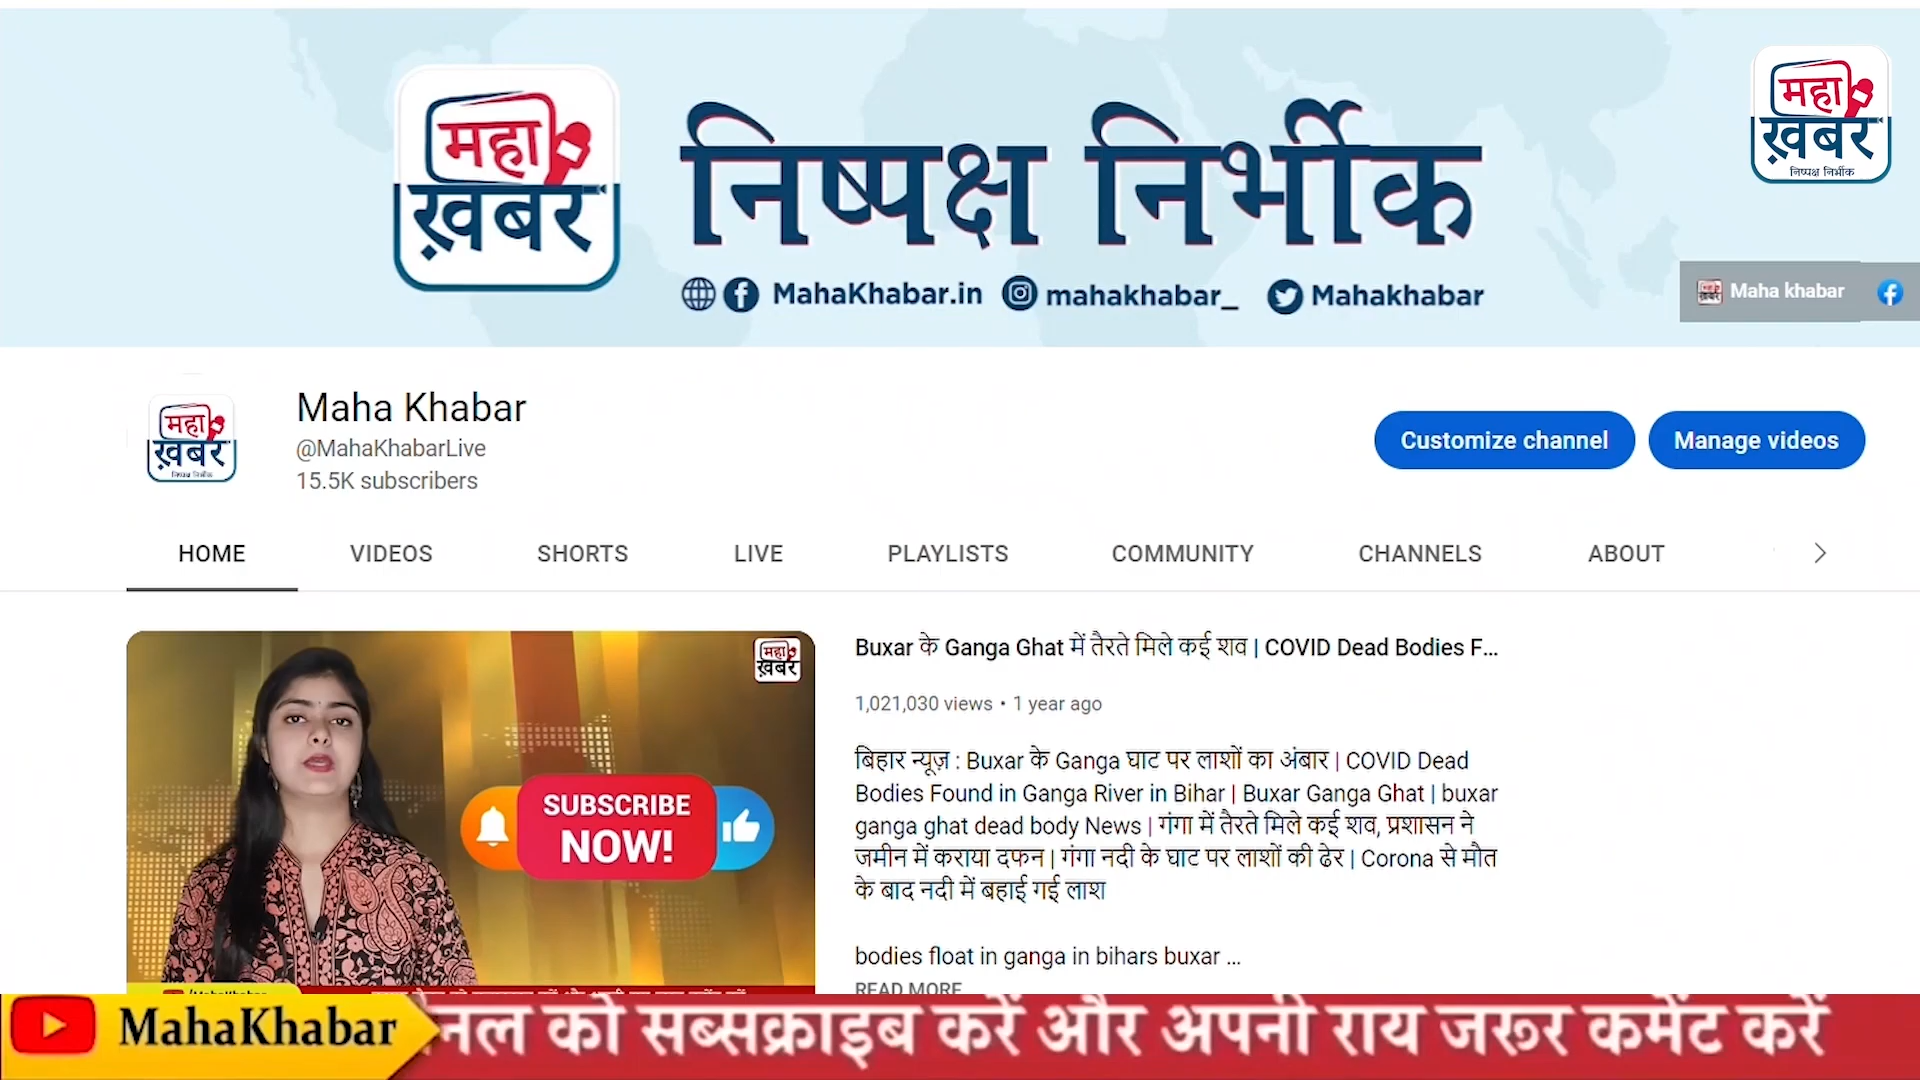 महा
ख़बर
निष्पक्ष निर्भीक
MahaKhabar.in mahakhabar_ Mahakhabar
महा
ख़बर
निष्पक्ष निर्भीक
Maha khabar
महा
ख़बर
निष्पक्ष निर्भीक
Maha Khabar
@MahaKhabarLive
15.5K subscribers
Customize channel Manage videos
HOME VIDEOS SHORTS LIVE PLAYLISTS COMMUNITY CHANNELS ABOUT
महा
ख़बर
SUBSCRIBE
NOW!
Buxar के Ganga Ghat में तैरते मिले कई शव | COVID Dead Bodies F...
1,021,030 views • 1 year ago
बिहार न्यूज़ : Buxar के Ganga घाट पर लाशों का अंबार | COVID Dead
Bodies Found in Ganga River in Bihar | Buxar Ganga Ghat | buxar
ganga ghat dead body News | गंगा में तैरते मिले कई शव, प्रशासन ने
जमीन में कराया दफन | गंगा नदी के घाट पर लाशों की ढेर | Corona से मौत
के बाद नदी में बहाई गई लाश
bodies float in ganga in bihars buxar ...
READ MORE
MahaKhabar नल को सब्सक्राइब करें और अपनी राय जरूर कमेंट करें